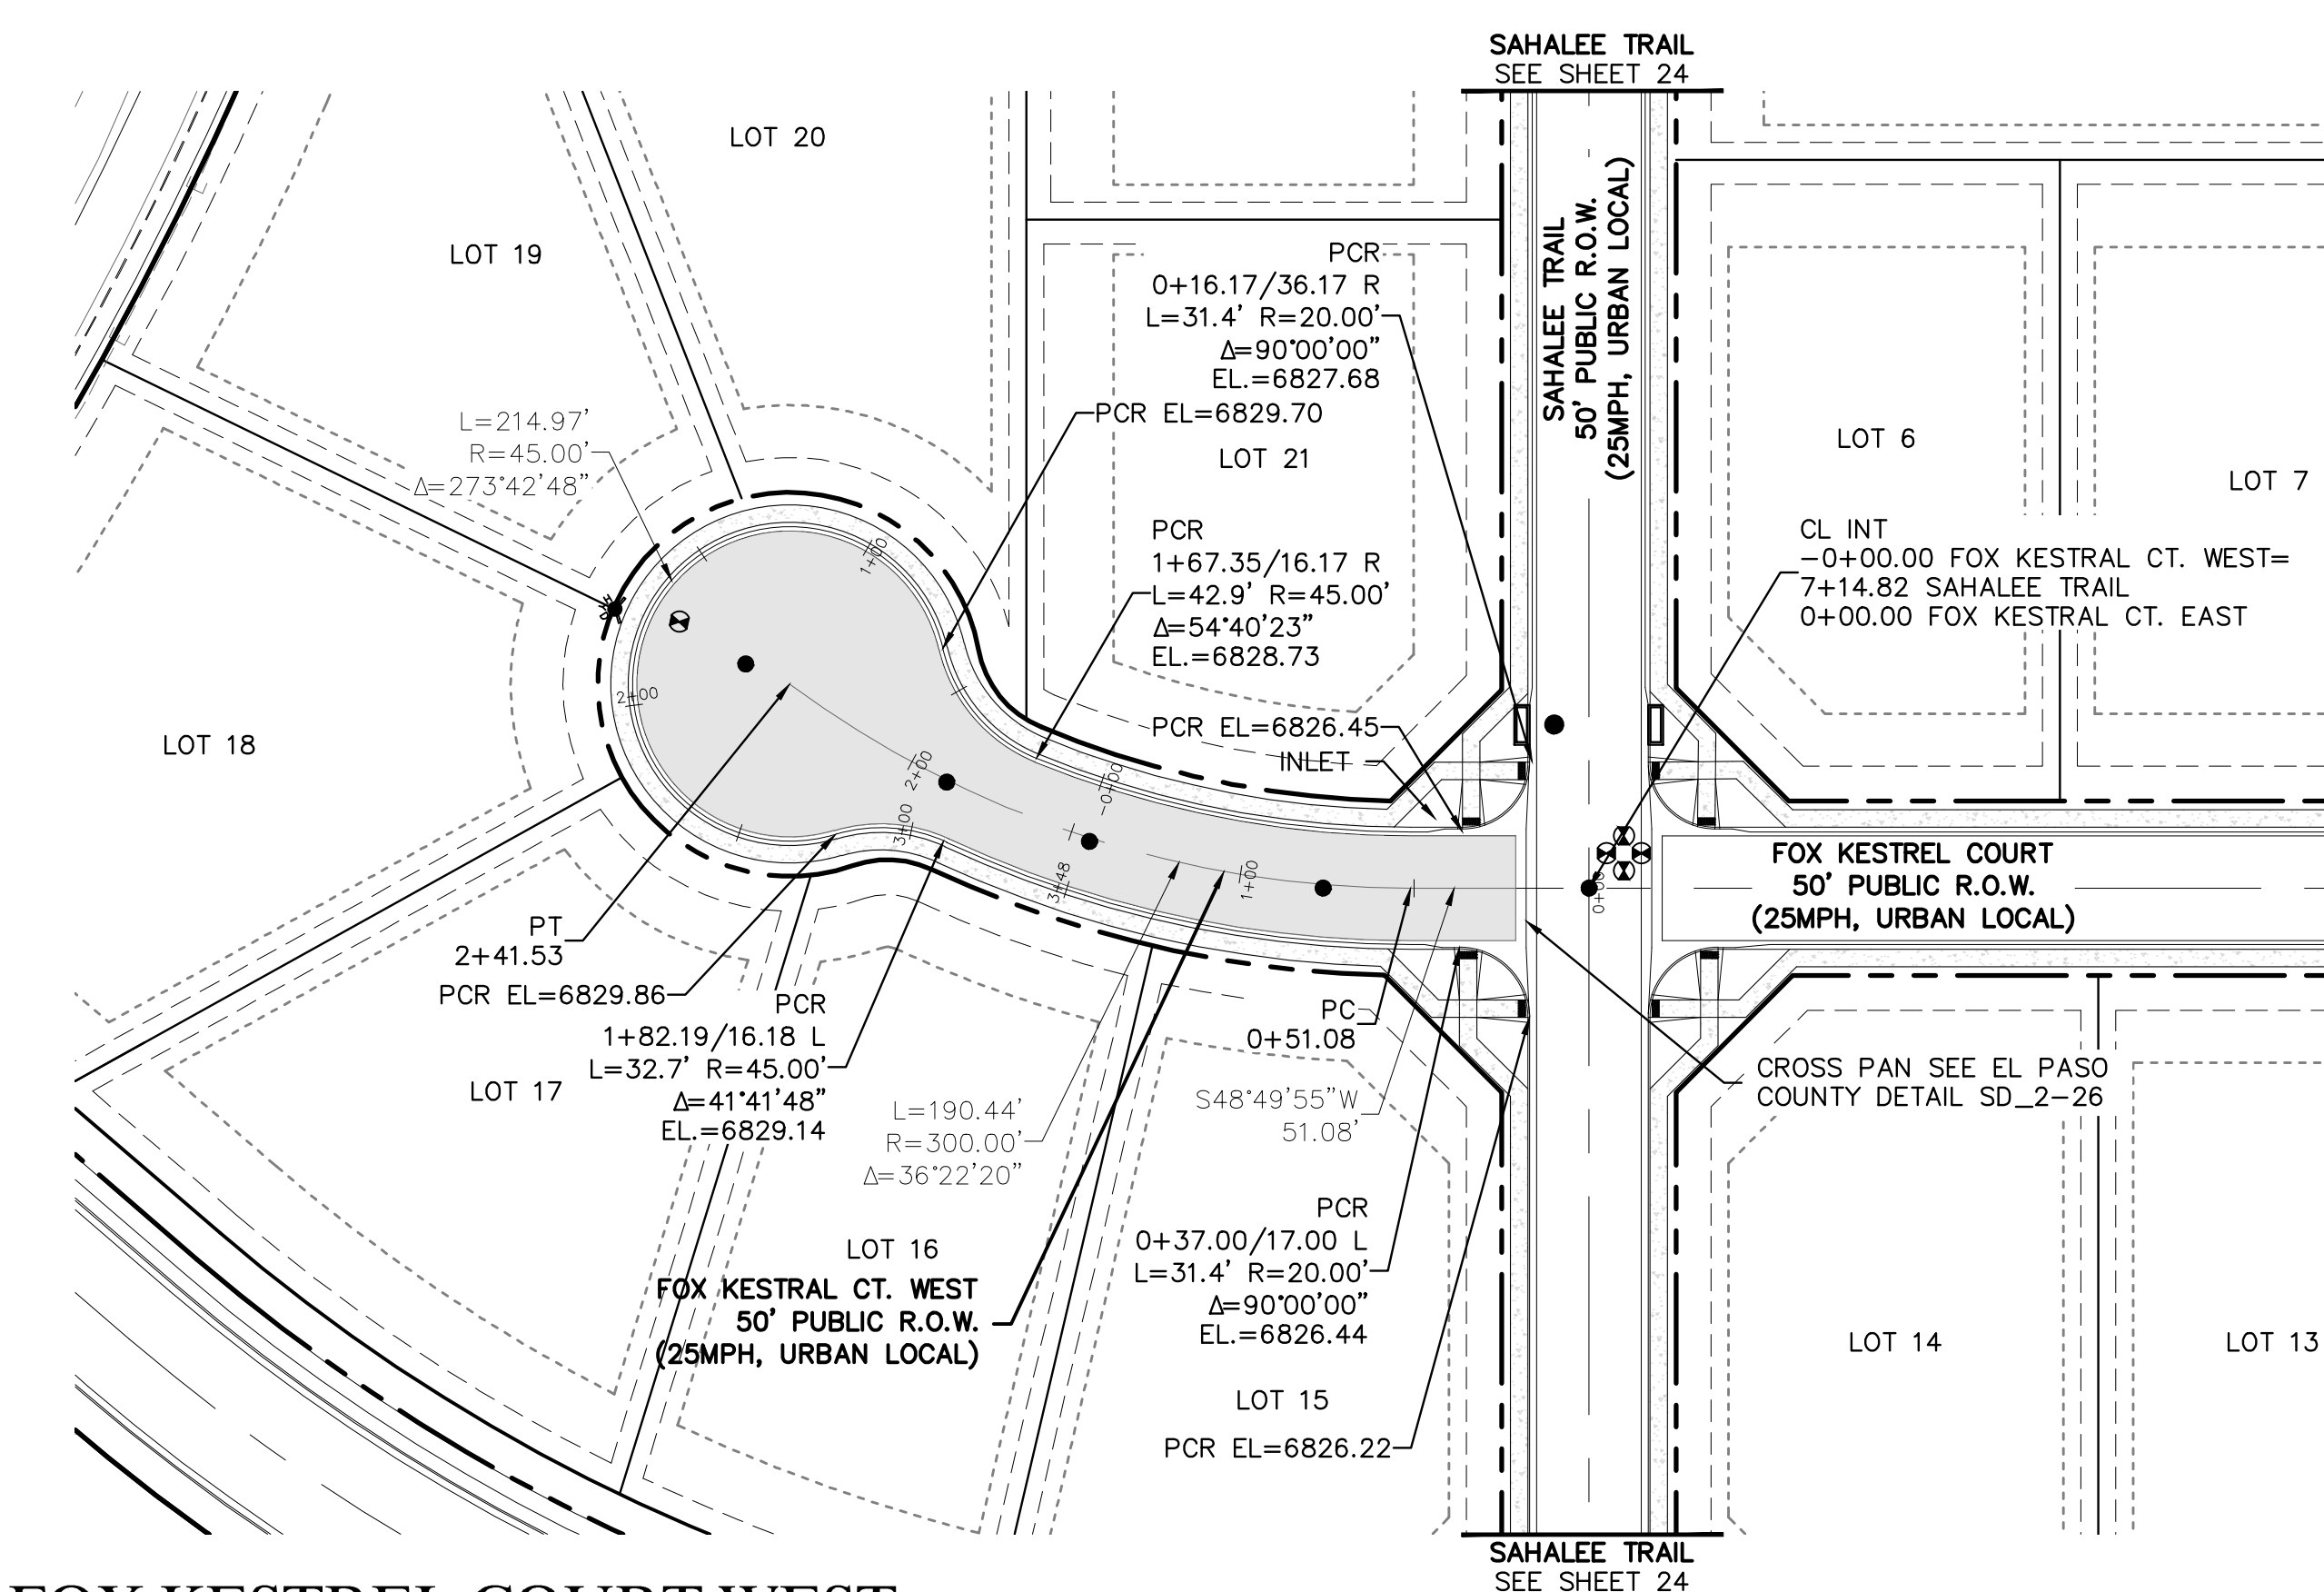 SAHALEE TRAIL
SEE SHEET 24
LOT 20
LOT 19
SAHALEE TRAIL
50' PUBLIC R.O.W.
(25MPH, URBAN LOCAL)
PCR
0+16.17/36.17 R
L=31.4' R=20.00'
Δ=90°00'00"
EL.=6827.68
PCR EL=6829.70
LOT 21
LOT 6
LOT 7
L=214.97'
R=45.00'
Δ=273°42'48"
PCR
1+67.35/16.17 R
L=42.9' R=45.00'
Δ=54°40'23"
EL.=6828.73
CL INT
-0+00.00 FOX KESTRAL CT. WEST=
7+14.82 SAHALEE TRAIL
0+00.00 FOX KESTRAL CT. EAST
1+00
2+00
LOT 18
PCR EL=6826.45
INLET
2+00
-0+00
3+00
3+48
1+00
0+00
FOX KESTREL COURT
50' PUBLIC R.O.W.
(25MPH, URBAN LOCAL)
PT
2+41.53
PCR EL=6829.86
PCR
1+82.19/16.18 L
L=32.7' R=45.00'
Δ=41°41'48"
EL.=6829.14
LOT 17
PC
0+51.08
CROSS PAN SEE EL PASO
COUNTY DETAIL SD_2-26
L=190.44'
R=300.00'
Δ=36°22'20"
S48°49'55"W
51.08'
PCR
0+37.00/17.00 L
L=31.4' R=20.00'
Δ=90°00'00"
EL.=6826.44
LOT 16
FOX KESTRAL CT. WEST
50' PUBLIC R.O.W.
(25MPH, URBAN LOCAL)
LOT 14
LOT 13
LOT 15
PCR EL=6826.22
SAHALEE TRAIL
SEE SHEET 24
FOX KESTREL COURT WEST